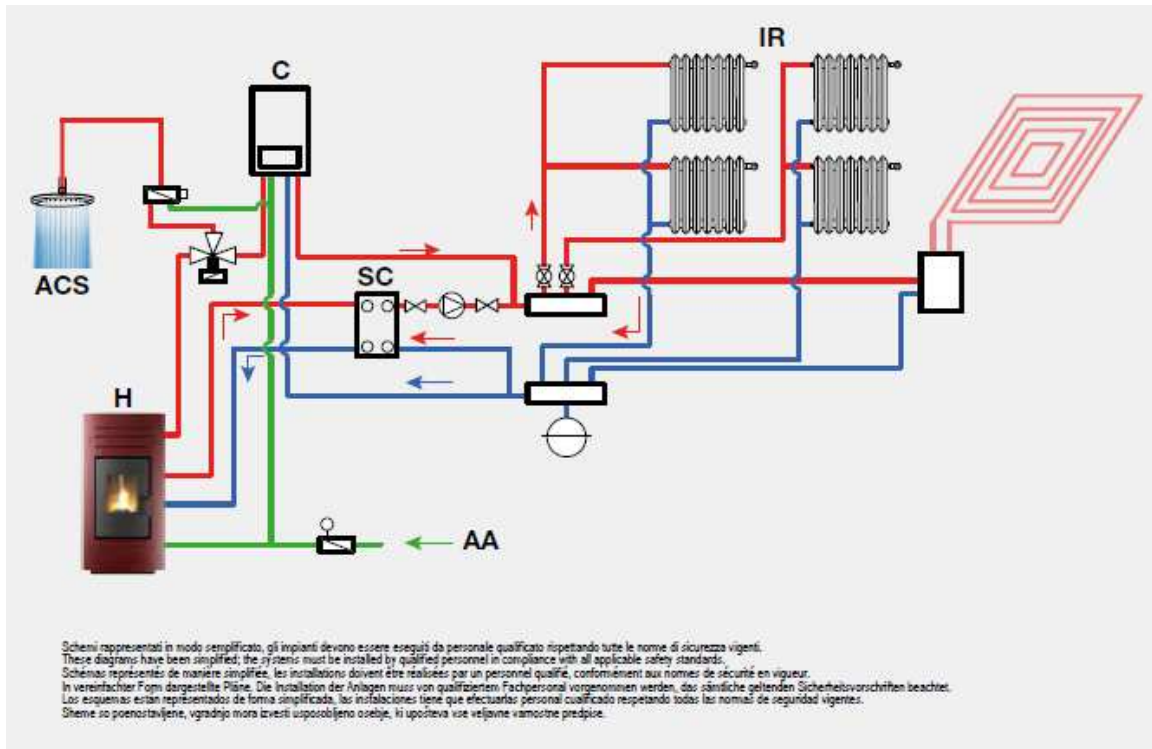 IR
C
ACS
SC
H
AA
Schemi rappresentati in modo semplificato, gli impianti devono essere eseguiti da personale qualificato rispettando tutte le norme di sicurezza vigenti.
These diagrams have been simplified; the systems must be installed by qualified personnel in compliance with all applicable safety standards.
Schémas représentés de manière simplifiée, les installations doivent être réalisées par un personnel qualifié, conformément aux normes de sécurité en vigueur.
In vereinfachter Form dargestellte Pläne. Die Installation der Anlagen muss von qualifiziertem Fachpersonal vorgenommen werden, das sämtliche geltenden Sicherheitsvorschriften beachtet.
Los esquemas estan representados de forma simplificada, las instalaciones tiene que efectuarlas personal cualificado respetando todas las normas de seguridad vigentes.
Sheme so poenostavljene, vgradnjo mora izvesti usposobljeno osebje, ki upošteva vse veljavne varnostne predpise.